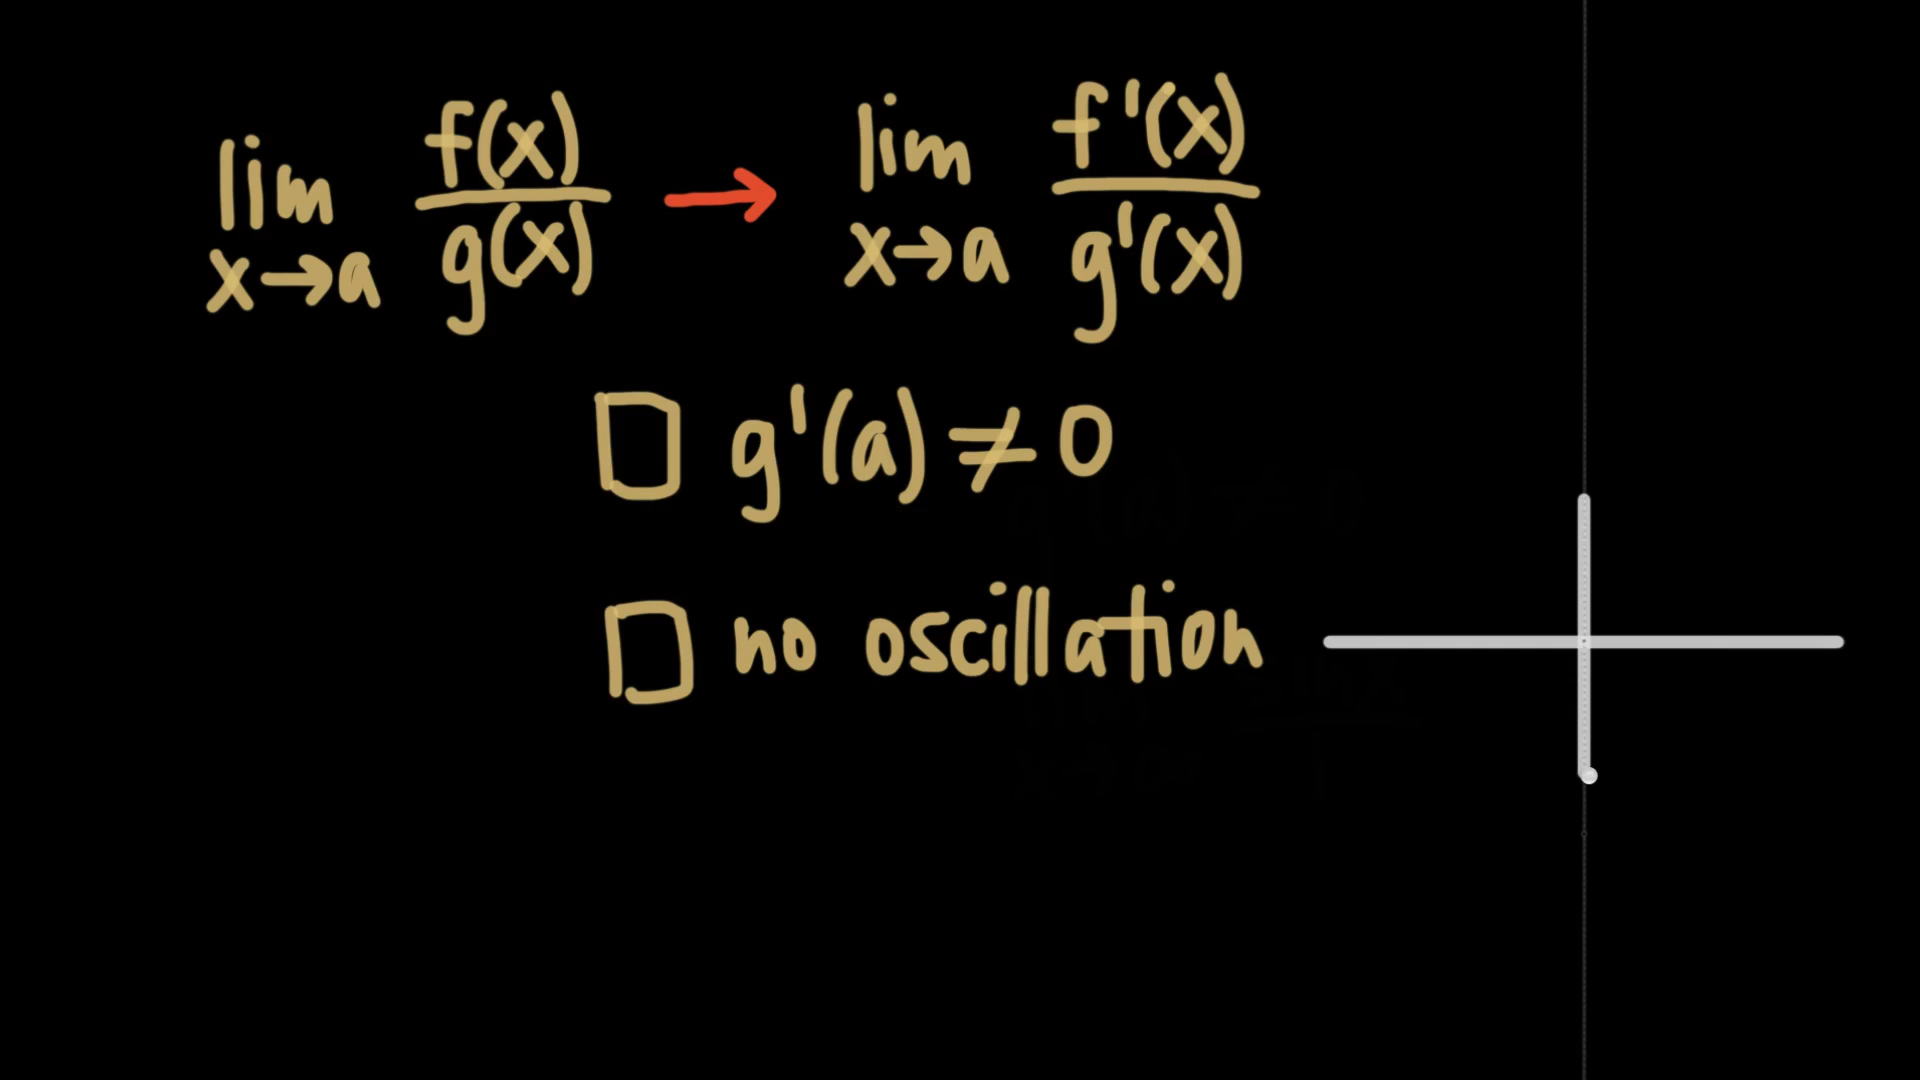 lim x→a f(x)/g(x) → lim x→a f'(x)/g'(x)
□ g'(a) ≠ 0
□ no oscillation